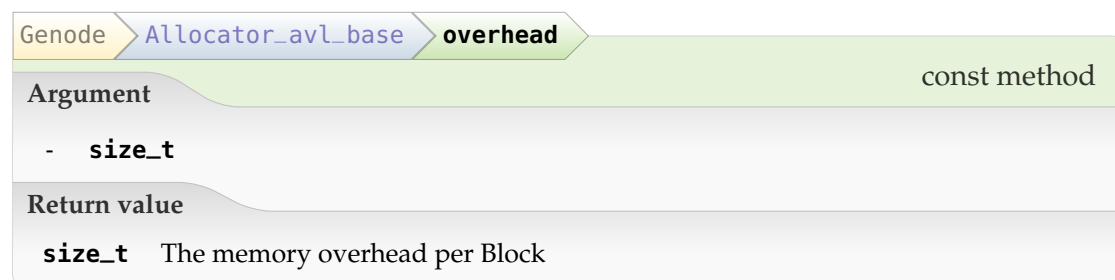 Genode Allocator_avl_base overhead
const method
Argument
- size_t
Return value
size_t The memory overhead per Block